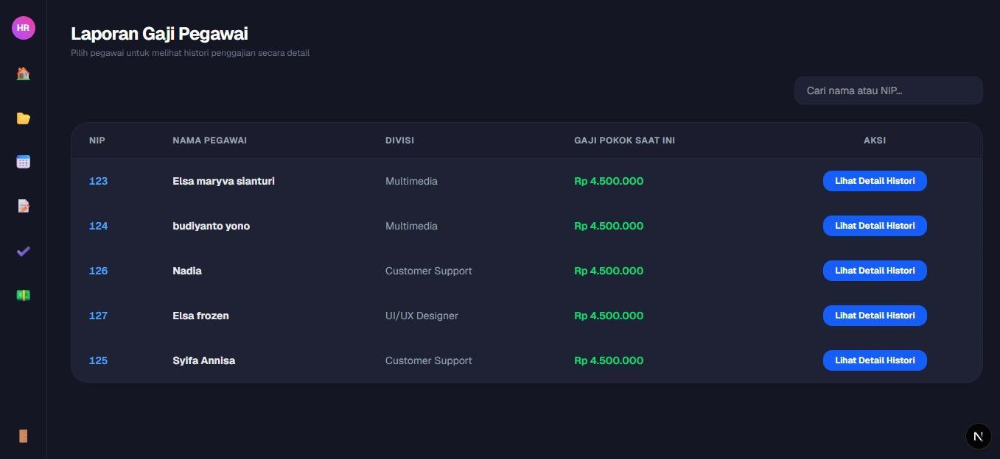 HR
Laporan Gaji Pegawai
Pilih pegawai untuk melihat histori penggajian secara detail
Cari nama atau NIP...
NIP NAMA PEGAWAI DIVISI GAJI POKOK SAAT INI AKSI
123 Elsa maryva sianturi Multimedia Rp 4.500.000 Lihat Detail Histori
124 budiyanto yono Multimedia Rp 4.500.000 Lihat Detail Histori
126 Nadia Customer Support Rp 4.500.000 Lihat Detail Histori
127 Elsa frozen UI/UX Designer Rp 4.500.000 Lihat Detail Histori
125 Syifa Annisa Customer Support Rp 4.500.000 Lihat Detail Histori
N